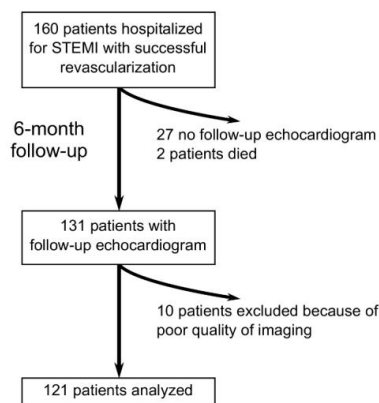 160 patients hospitalized
for STEMI with successful
revascularization
6-month
follow-up
27 no follow-up echocardiogram
2 patients died
131 patients with
follow-up echocardiogram
10 patients excluded because of
poor quality of imaging
121 patients analyzed